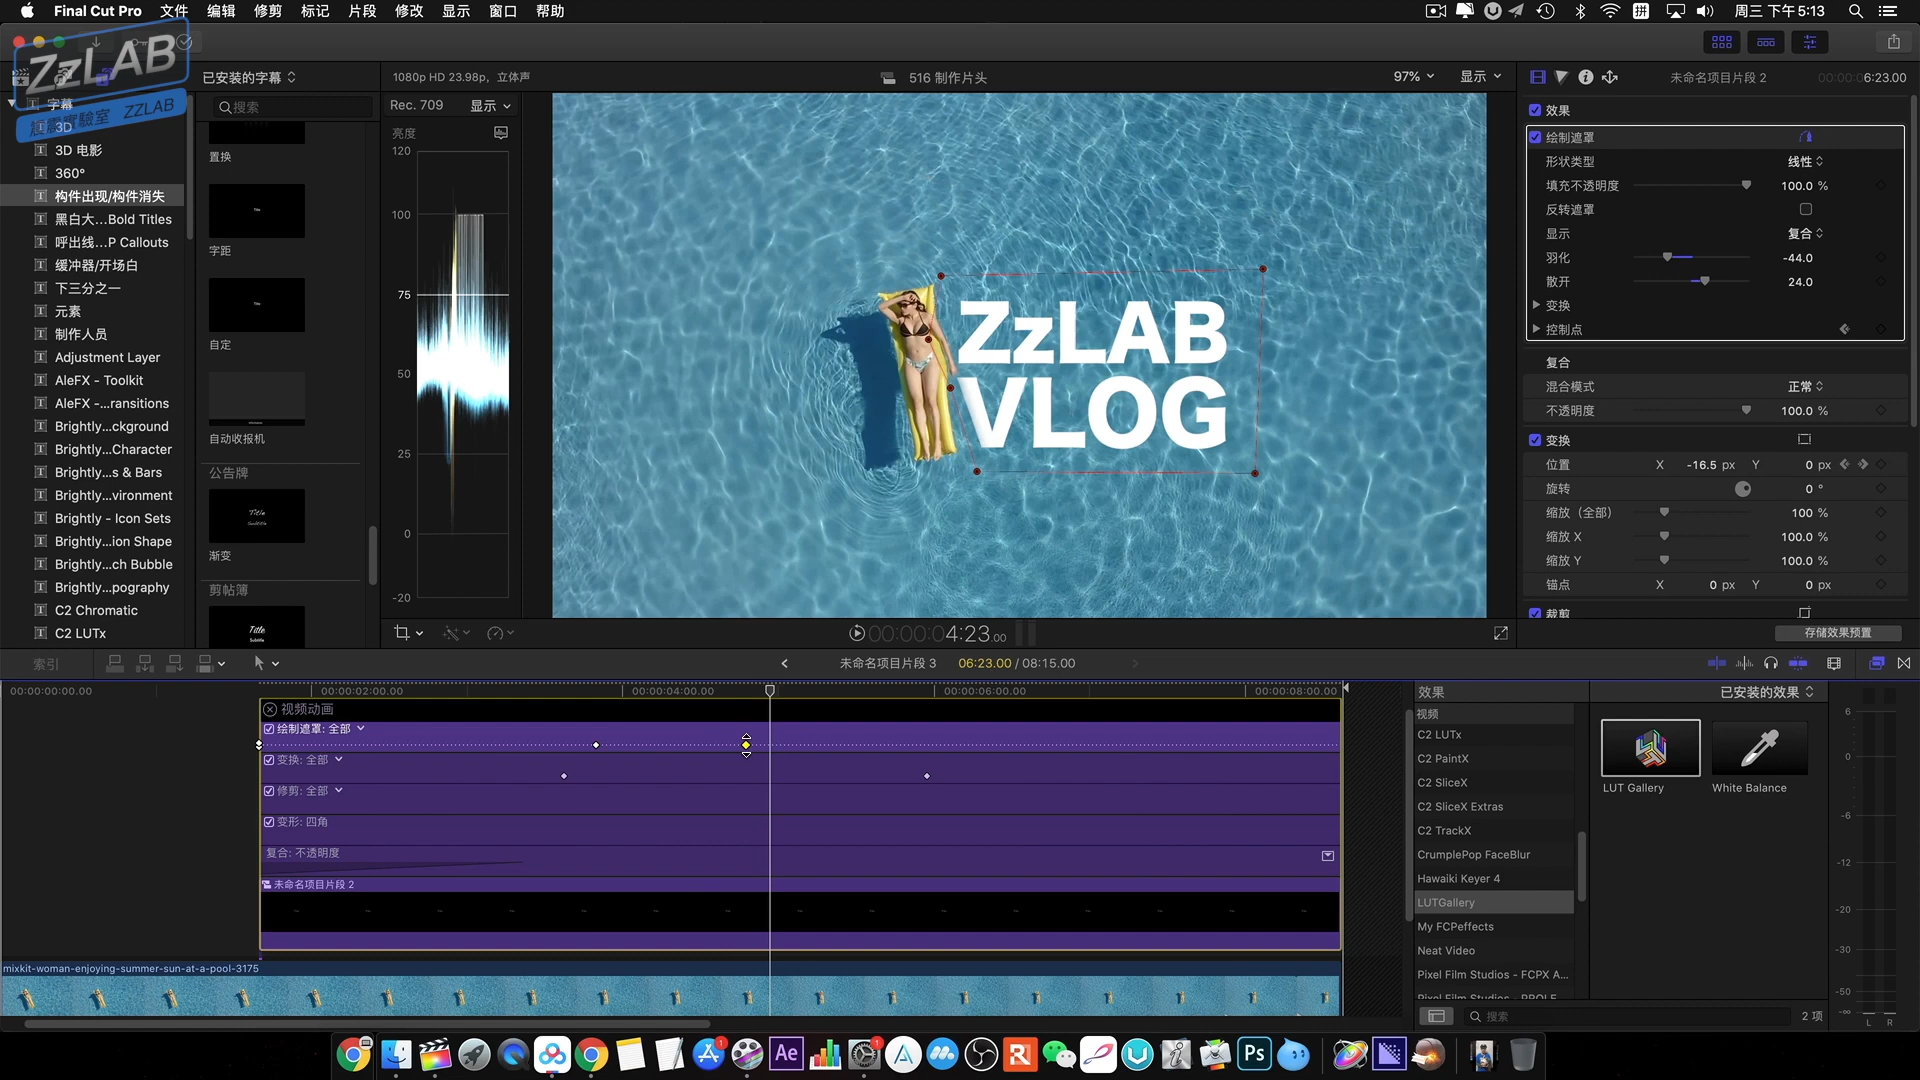 Final Cut Pro 文件 编辑 修剪 标记 片段 修改 显示 窗口 帮助
周三 下午5:13
ZzLAB
ZZLAB
已安装的字幕
1080p HD 23.98p, 立体声
516 制作片头
97%
显示
未命名项目片段 2
6:23.00
字幕
3D
3D 电影
360°
构件出现/构件消失
黑白大…Bold Titles
呼出线…P Callouts
缓冲器/开场白
下三分之一
元素
制作人员
Adjustment Layer
AleFX - Toolkit
AleFX -...ransitions
Brightly...ckground
Brightly...Character
Brightly...s & Bars
Brightly...vironment
Brightly - Icon Sets
Brightly...ion Shape
Brightly...ch Bubble
Brightly...pography
C2 Chromatic
C2 LUTx
搜索
置换
字距
自定
自动收报机
公告牌
Title
渐变
剪帖簿
Title
Subtitle
Rec. 709
显示
亮度
120
100
75
50
25
0
-20
ZzLAB
VLOG
00:00:04:23.00
效果
绘制遮罩
形状类型 线性
填充不透明度 100.0 %
反转遮罩
显示 复合
羽化 -44.0
散开 24.0
变换
控制点
复合
混合模式 正常
不透明度 100.0 %
变换
位置 X -16.5 px Y 0 px
旋转 0 °
缩放（全部） 100 %
缩放 X 100.0 %
缩放 Y 100.0 %
锚点 X 0 px Y 0 px
裁剪
存储效果预置
索引
未命名项目片段 3
06:23.00 / 08:15.00
00:00:00:00.00
00:00:02:00.00
00:00:04:00.00
00:00:06:00.00
00:00:08:00.00
视频动画
绘制遮罩: 全部
变换: 全部
修剪: 全部
变形: 四角
复合: 不透明度
未命名项目片段 2
mixkit-woman-enjoying-summer-sun-at-a-pool-3175
效果
已安装的效果
视频
C2 LUTx
C2 PaintX
C2 SliceX
C2 SliceX Extras
C2 TrackX
CrumplePop FaceBlur
Hawaiki Keyer 4
LUTGallery
My FCPeffects
Neat Video
Pixel Film Studios - FCPX A...
LUT Gallery
White Balance
搜索
2 项
6
0
-6
-12
-20
-30
-50
-∞
L R
Ae
Ps